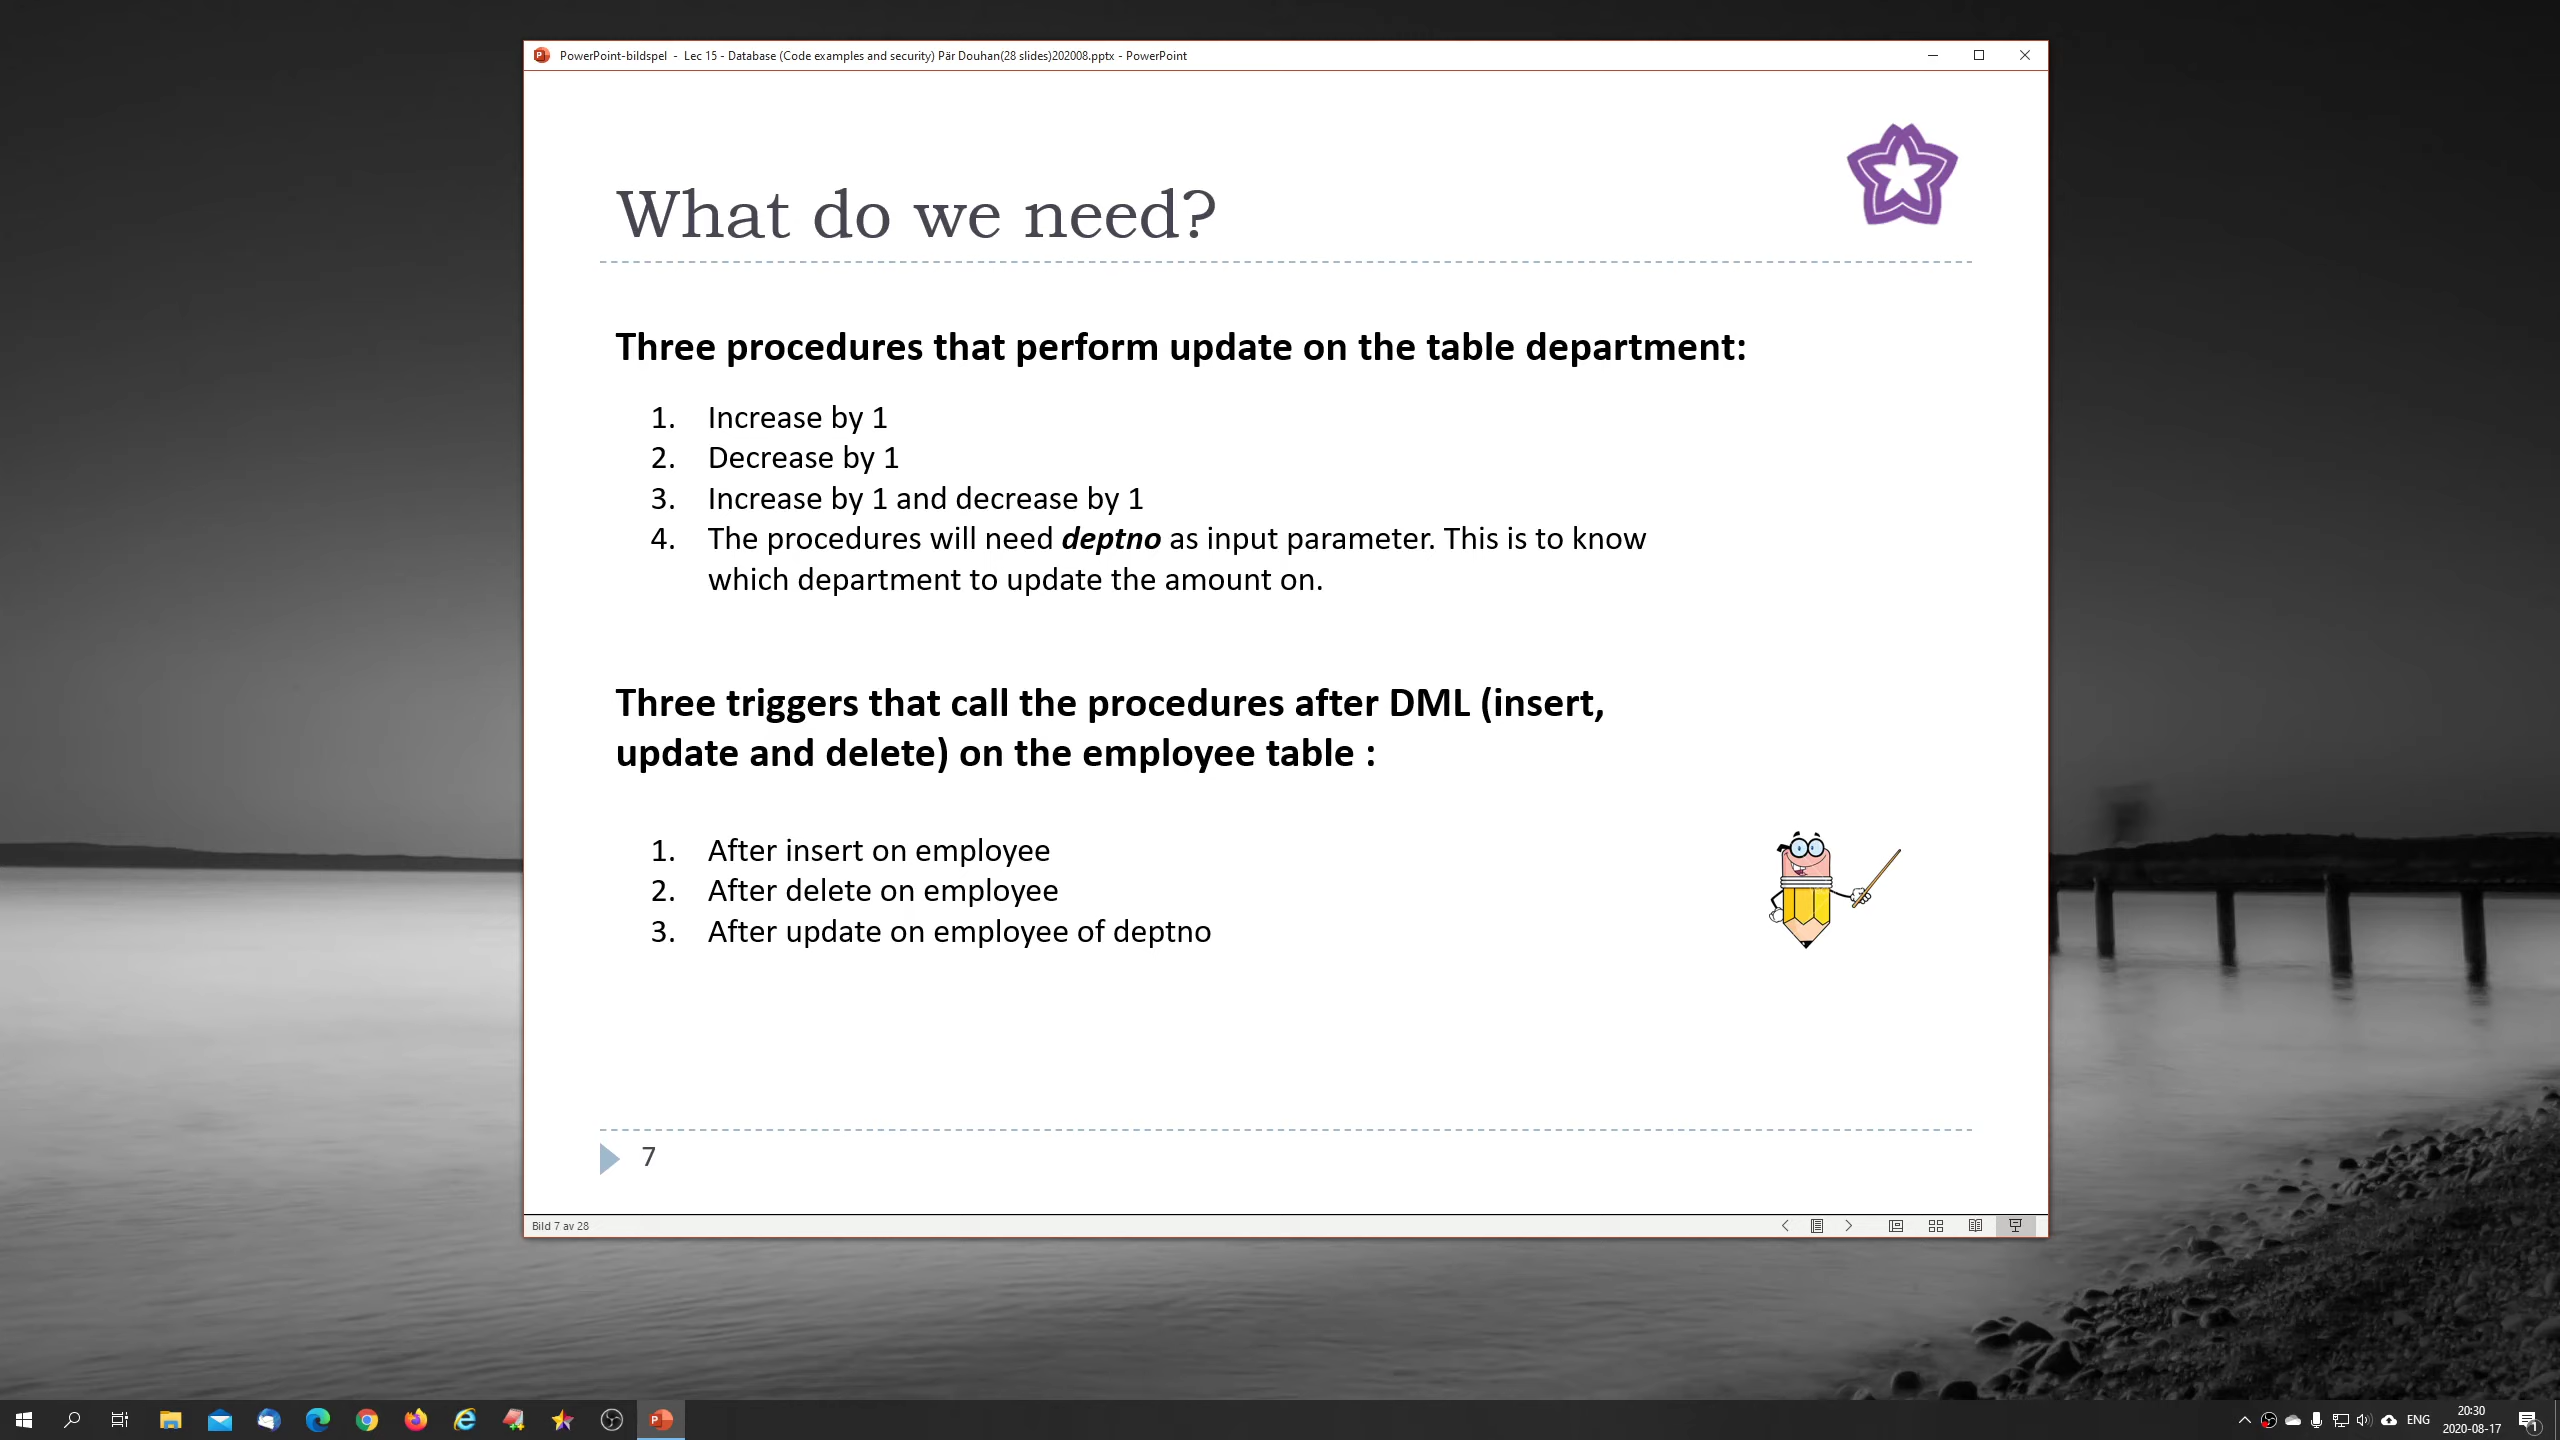 PowerPoint-bildspel - Lec 15 - Database (Code examples and security) Pär Douhan(28 slides)202008.pptx - PowerPoint
What do we need?
Three procedures that perform update on the table department:
1. Increase by 1
2. Decrease by 1
3. Increase by 1 and decrease by 1
4. The procedures will need deptno as input parameter. This is to know
which department to update the amount on.
Three triggers that call the procedures after DML (insert,
update and delete) on the employee table :
1. After insert on employee
2. After delete on employee
3. After update on employee of deptno
7
Bild 7 av 28
ENG
20:30
2020-08-17
1